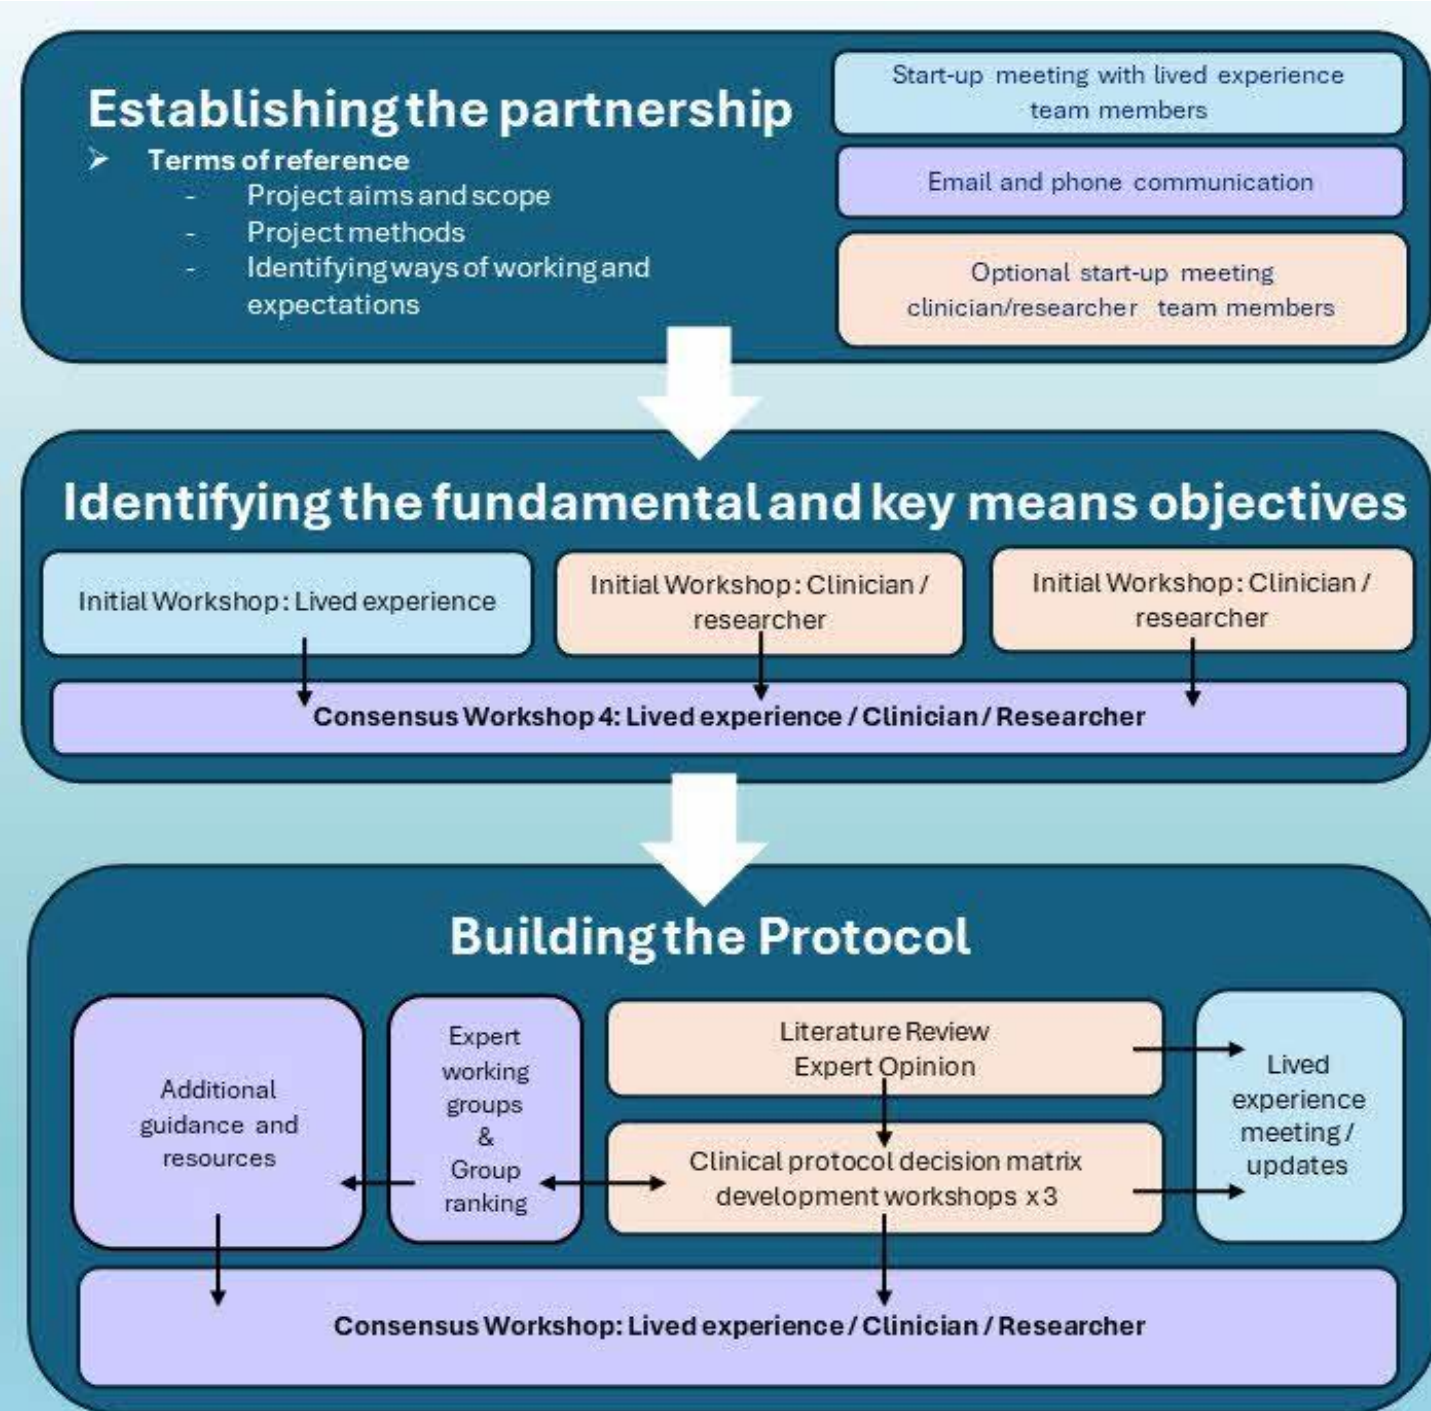 Establishing the partnership
➢ Terms of reference
- Project aims and scope
- Project methods
- Identifying ways of working and
expectations
Start-up meeting with lived experience
team members
Email and phone communication
Optional start-up meeting
clinician/researcher team members
Identifying the fundamental and key means objectives
Initial Workshop: Lived experience
Initial Workshop: Clinician /
researcher
Initial Workshop: Clinician /
researcher
Consensus Workshop 4: Lived experience / Clinician / Researcher
Building the Protocol
Additional
guidance and
resources
Expert
working
groups
&
Group
ranking
Literature Review
Expert Opinion
Clinical protocol decision matrix
development workshops x 3
Lived
experience
meeting /
updates
Consensus Workshop: Lived experience / Clinician / Researcher